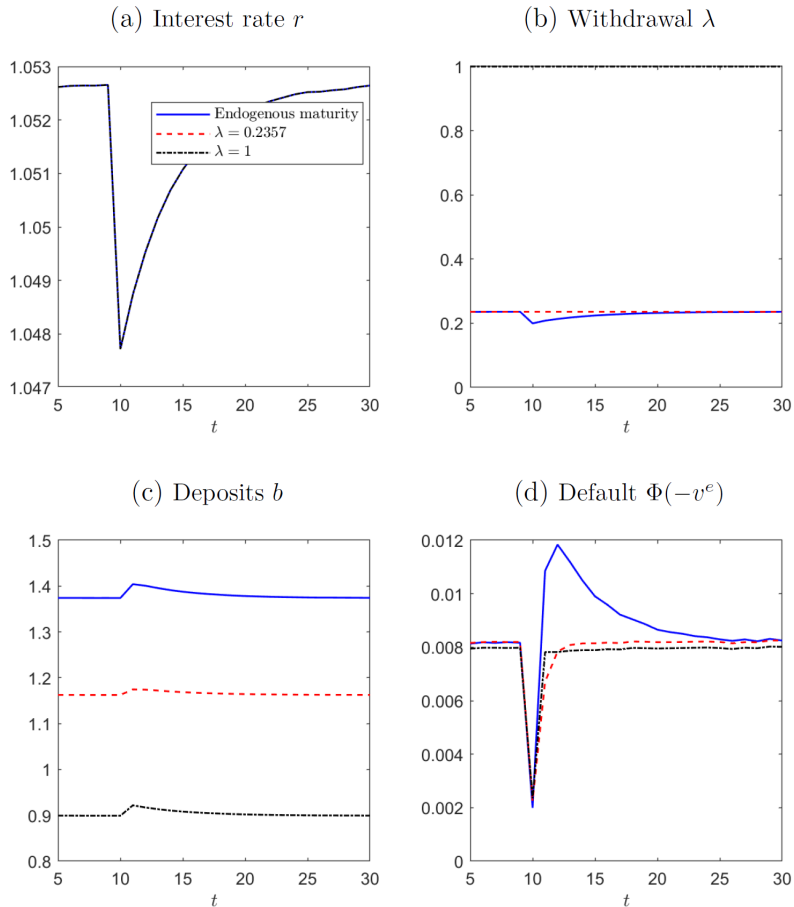 (a) Interest rate r
1.053
1.052
1.051
1.05
1.049
1.048
1.047
5 10 15 20 25 30
t
Endogenous maturity
λ = 0.2357
λ = 1
(b) Withdrawal λ
1
0.8
0.6
0.4
0.2
0
5 10 15 20 25 30
t
(c) Deposits b
1.5
1.4
1.3
1.2
1.1
1
0.9
0.8
5 10 15 20 25 30
t
(d) Default Φ(−vᵉ)
0.012
0.01
0.008
0.006
0.004
0.002
0
5 10 15 20 25 30
t